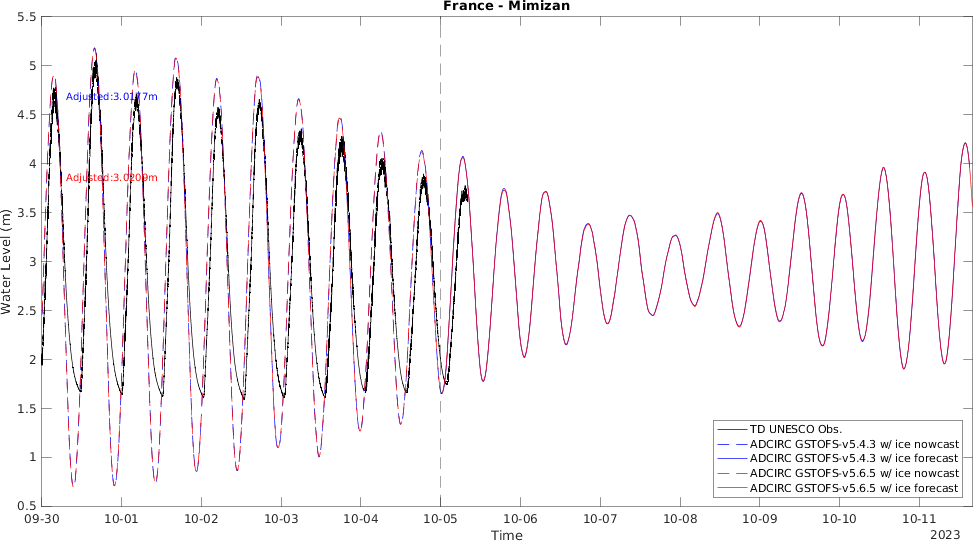 France - Mimizan
5.5
5
4.5
4
3.5
3
2.5
2
1.5
1
0.5
Water Level (m)
Adjusted:3.0177m
Adjusted:3.0209m
TD UNESCO Obs.
ADCIRC GSTOFS-v5.4.3 w/ ice nowcast
ADCIRC GSTOFS-v5.4.3 w/ ice forecast
ADCIRC GSTOFS-v5.6.5 w/ ice nowcast
ADCIRC GSTOFS-v5.6.5 w/ ice forecast
09-30 10-01 10-02 10-03 10-04 10-05 10-06 10-07 10-08 10-09 10-10 10-11
Time
2023